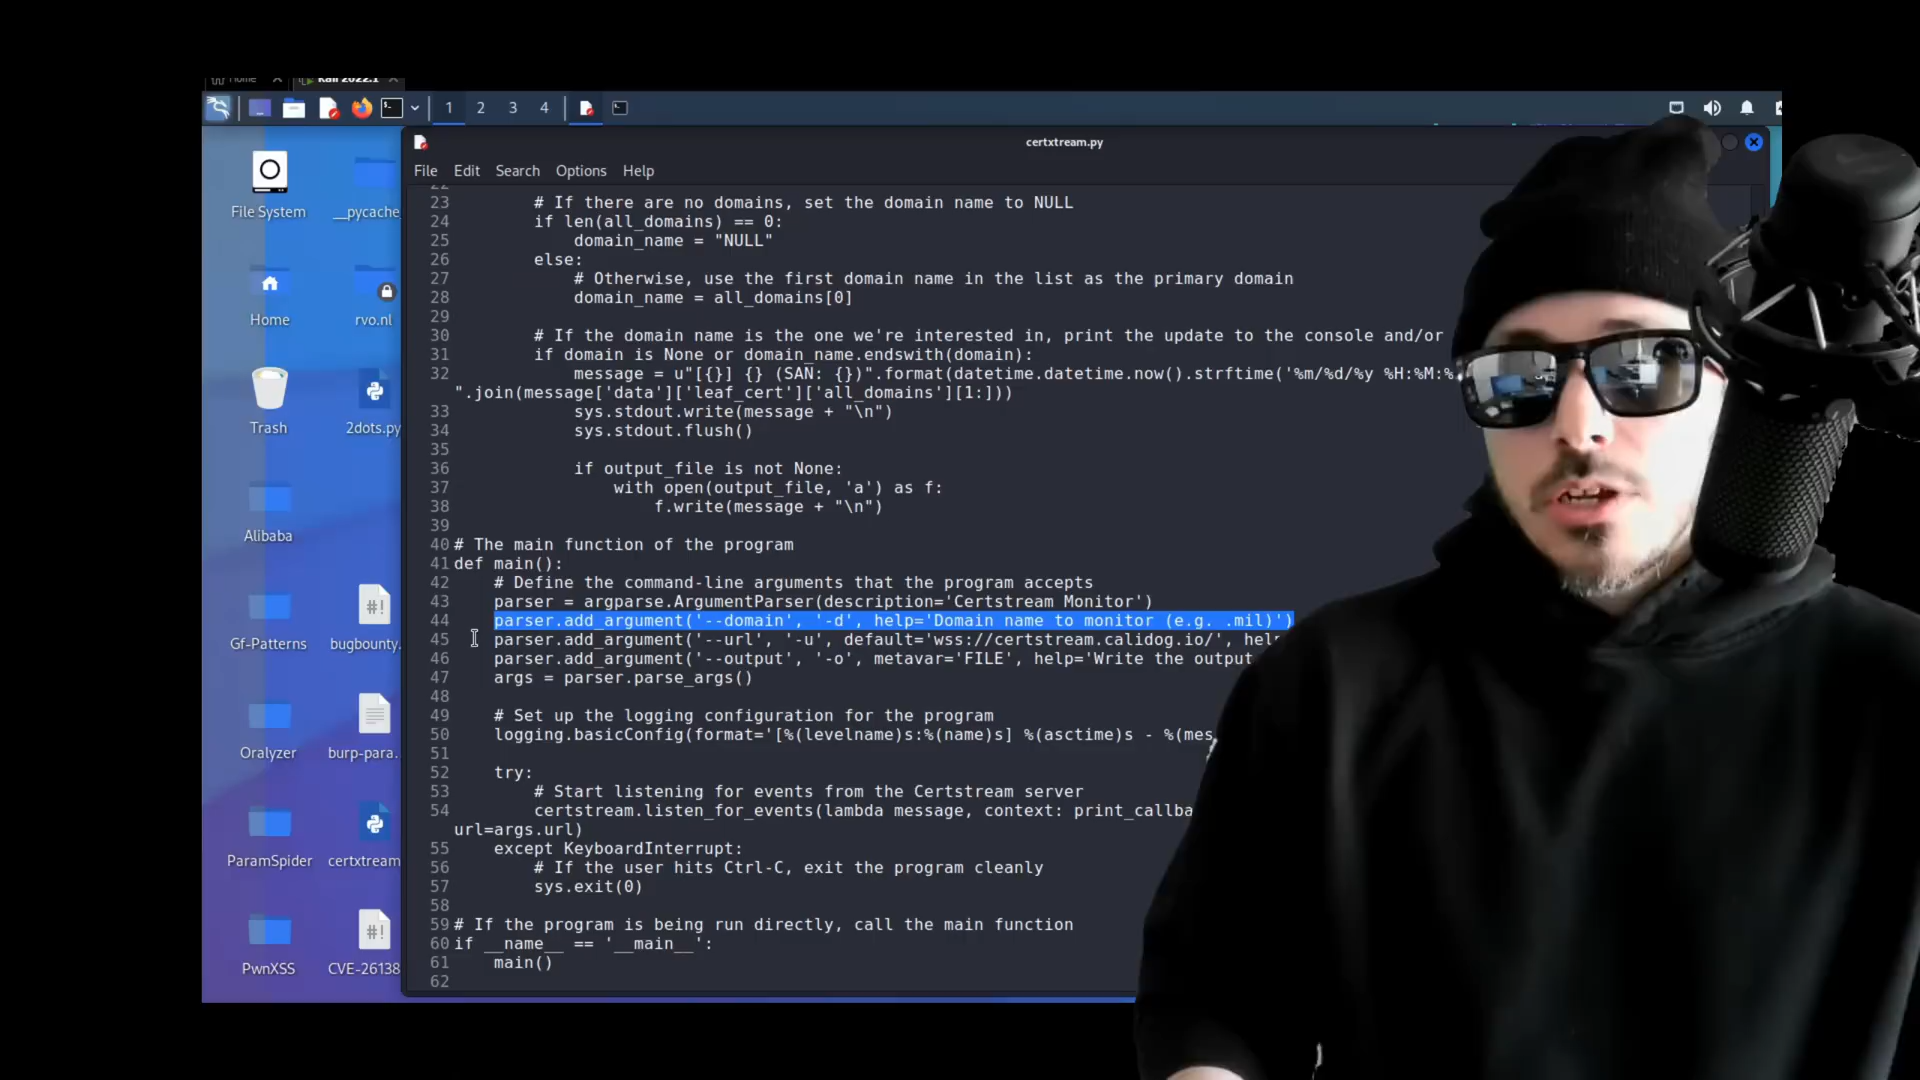 Home
Kali 2022.1
1 2 3 4
certxtream.py
File Edit Search Options Help
File System
__pycache
Home
rvo.nl
Trash
2dots.py
Alibaba
Gf-Patterns
bugbounty.
Oralyzer
burp-para.
ParamSpider
certxtream
PwnXSS
CVE-26138
22
23 # If there are no domains, set the domain name to NULL
24 if len(all_domains) == 0:
25 domain_name = "NULL"
26 else:
27 # Otherwise, use the first domain name in the list as the primary domain
28 domain_name = all_domains[0]
29
30 # If the domain name is the one we're interested in, print the update to the console and/or
31 if domain is None or domain_name.endswith(domain):
32 message = u"[{}] {} (SAN: {})".format(datetime.datetime.now().strftime('%m/%d/%y %H:%M:%
".join(message['data']['leaf_cert']['all_domains'][1:]))
33 sys.stdout.write(message + "\n")
34 sys.stdout.flush()
35
36 if output_file is not None:
37 with open(output_file, 'a') as f:
38 f.write(message + "\n")
39
40 # The main function of the program
41 def main():
42 # Define the command-line arguments that the program accepts
43 parser = argparse.ArgumentParser(description='Certstream Monitor')
44 parser.add_argument('--domain', '-d', help='Domain name to monitor (e.g. .mil)')
45 parser.add_argument('--url', '-u', default='wss://certstream.calidog.io/', help
46 parser.add_argument('--output', '-o', metavar='FILE', help='Write the output
47 args = parser.parse_args()
48
49 # Set up the logging configuration for the program
50 logging.basicConfig(format='[%(levelname)s:%(name)s] %(asctime)s - %(mes
51
52 try:
53 # Start listening for events from the Certstream server
54 certstream.listen_for_events(lambda message, context: print_callba
url=args.url)
55 except KeyboardInterrupt:
56 # If the user hits Ctrl-C, exit the program cleanly
57 sys.exit(0)
58
59 # If the program is being run directly, call the main function
60 if __name__ == '__main__':
61 main()
62